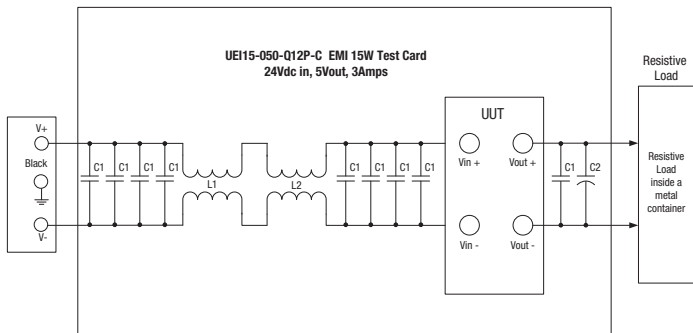 UEI15-050-Q12P-C EMI 15W Test Card
24Vdc in, 5Vout, 3Amps
Resistive
Load
UUT
V+
Black
V-
C1
C1
C1
C1
L1
L2
C1
C1
C1
C1
Vin +
Vout +
Vin -
Vout -
C1
C2
Resistive
Load
inside a
metal
container